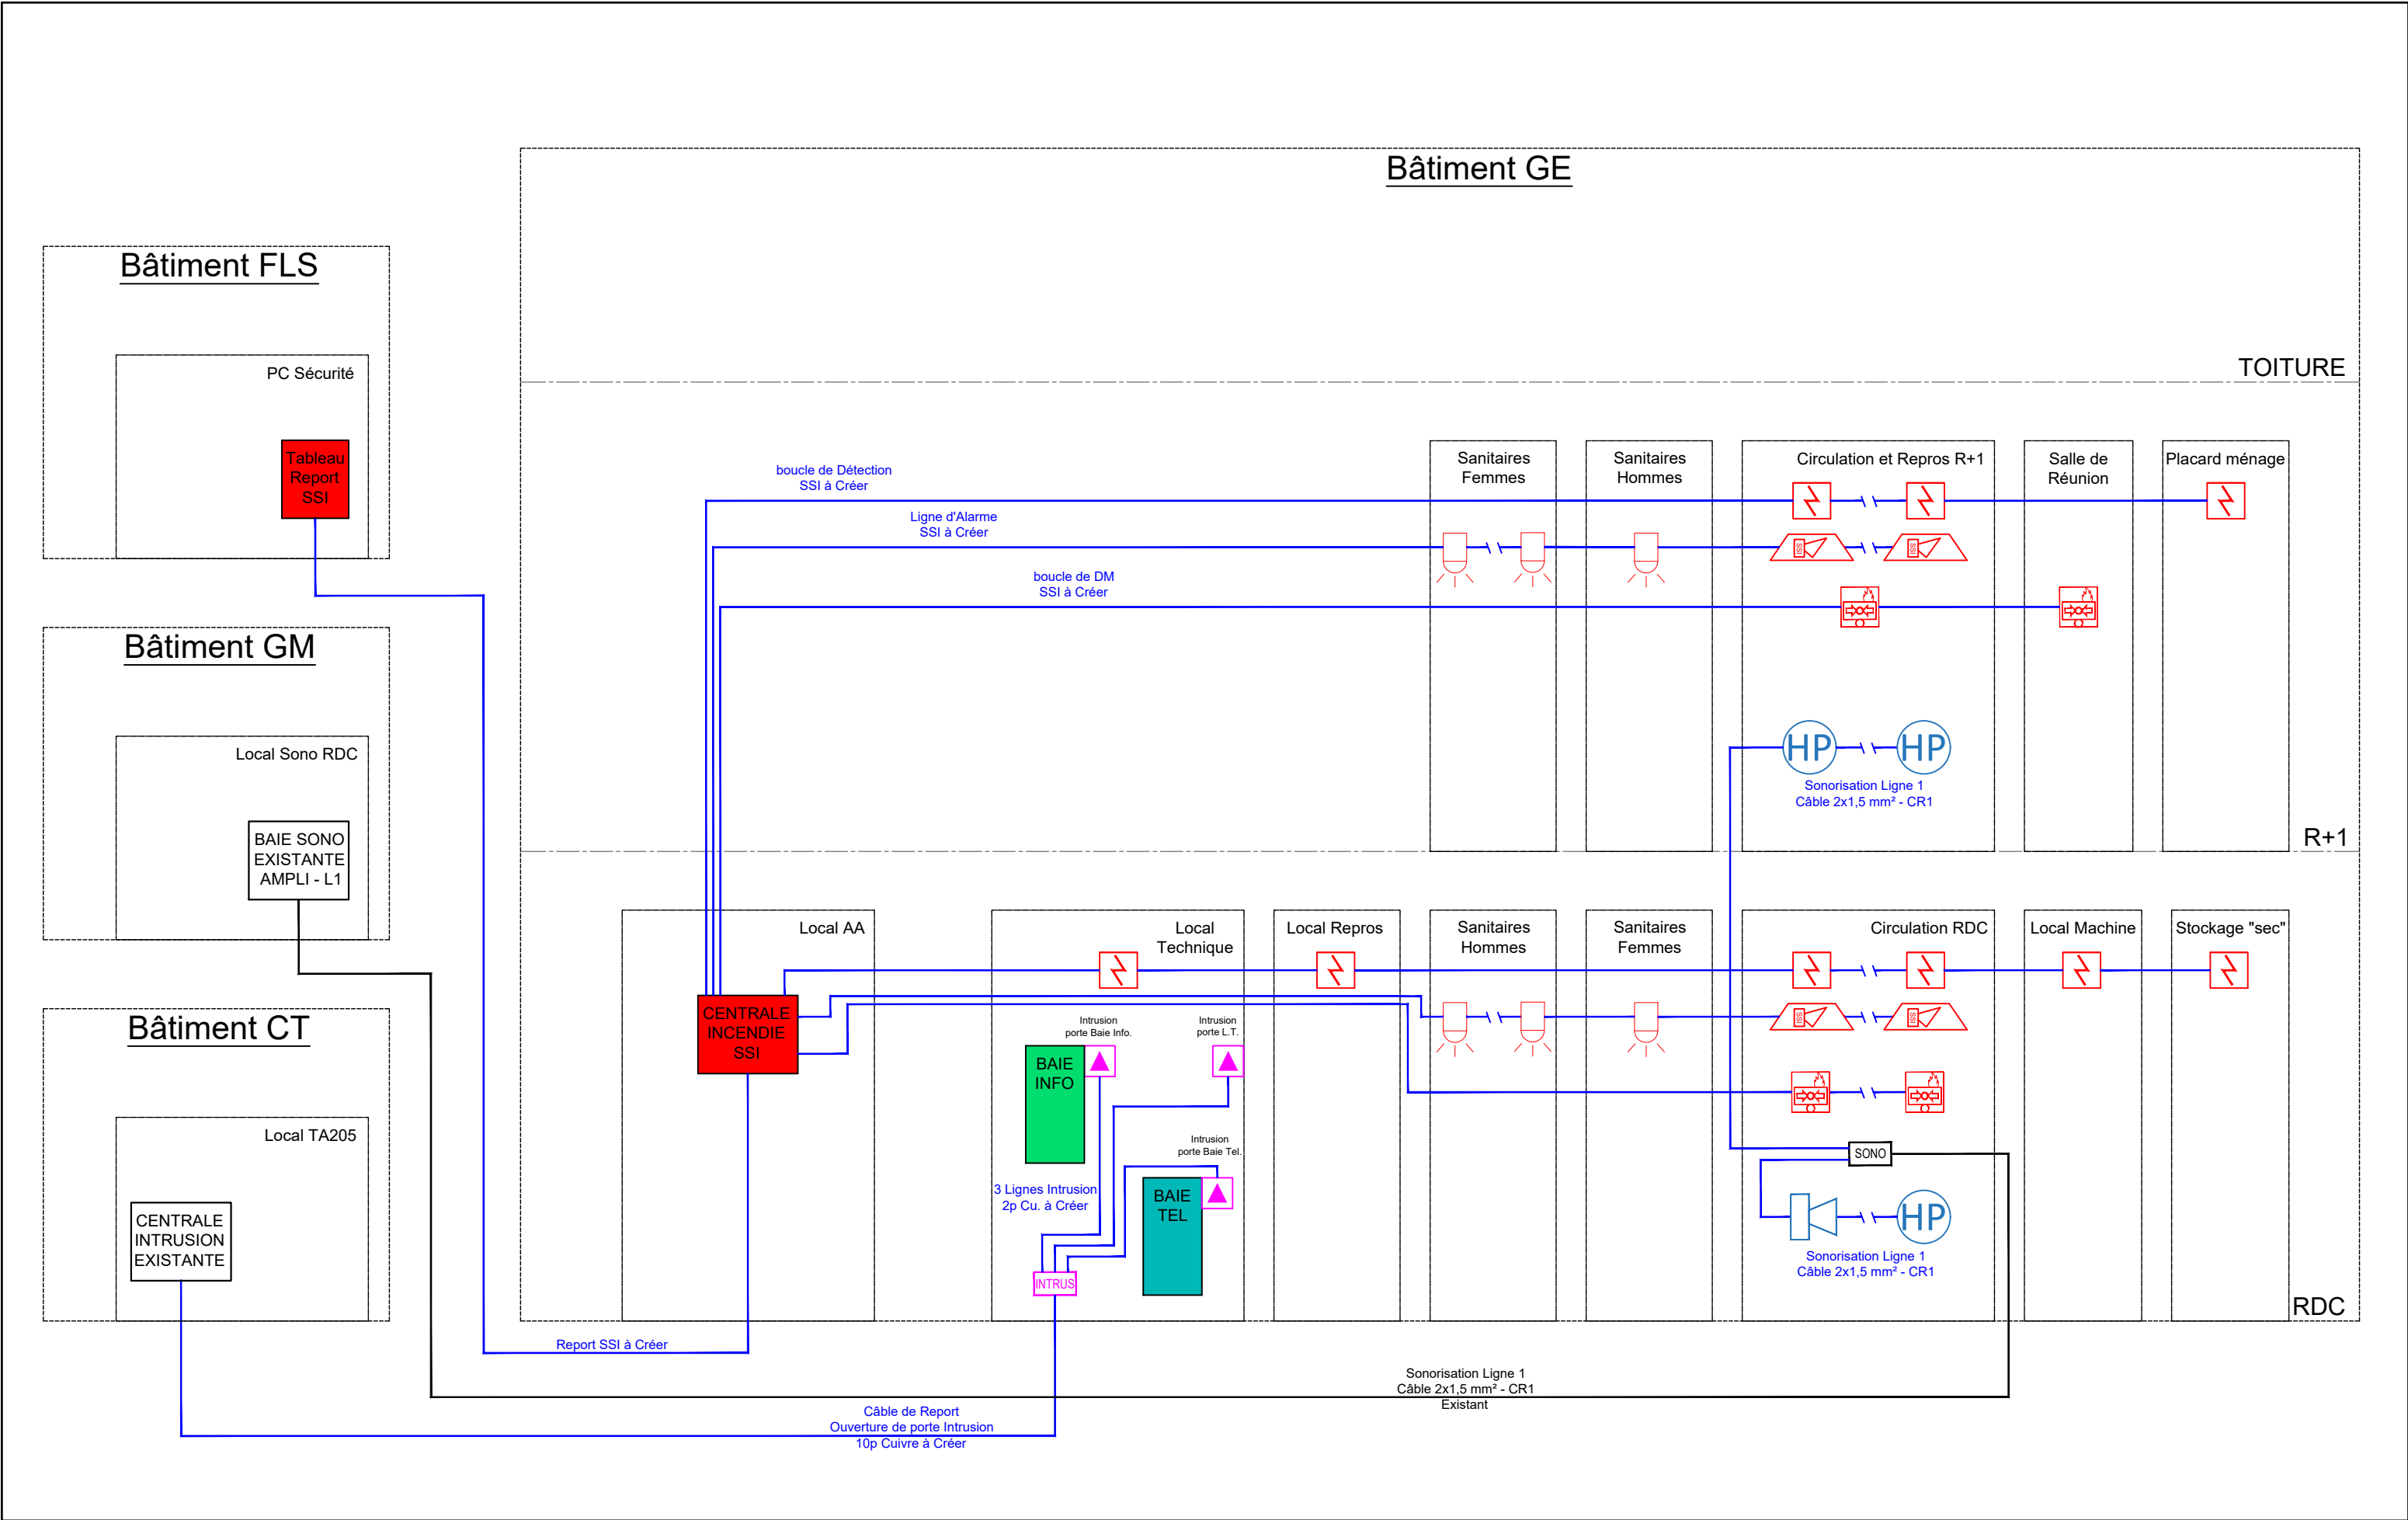 Bâtiment GE
Bâtiment FLS
PC Sécurité
Tableau
Report
SSI
TOITURE
boucle de Détection
SSI à Créer
Ligne d'Alarme
SSI à Créer
boucle de DM
SSI à Créer
Sanitaires
Femmes
Sanitaires
Hommes
Circulation et Repros R+1
SSI
SSI
Salle de
Réunion
Placard ménage
HP
HP
Sonorisation Ligne 1
Câble 2x1,5 mm² - CR1
R+1
Bâtiment GM
Local Sono RDC
BAIE SONO
EXISTANTE
AMPLI - L1
Bâtiment CT
Local TA205
CENTRALE
INTRUSION
EXISTANTE
Local AA
CENTRALE
INCENDIE
SSI
Local
Technique
Intrusion
porte Baie Info.
Intrusion
porte L.T.
BAIE
INFO
Intrusion
porte Baie Tel.
3 Lignes Intrusion
2p Cu. à Créer
BAIE
TEL
INTRUS
Local Repros
Sanitaires
Hommes
Sanitaires
Femmes
Circulation RDC
SSI
SSI
SONO
HP
Sonorisation Ligne 1
Câble 2x1,5 mm² - CR1
Local Machine
Stockage "sec"
RDC
Report SSI à Créer
Sonorisation Ligne 1
Câble 2x1,5 mm² - CR1
Existant
Câble de Report
Ouverture de porte Intrusion
10p Cuivre à Créer